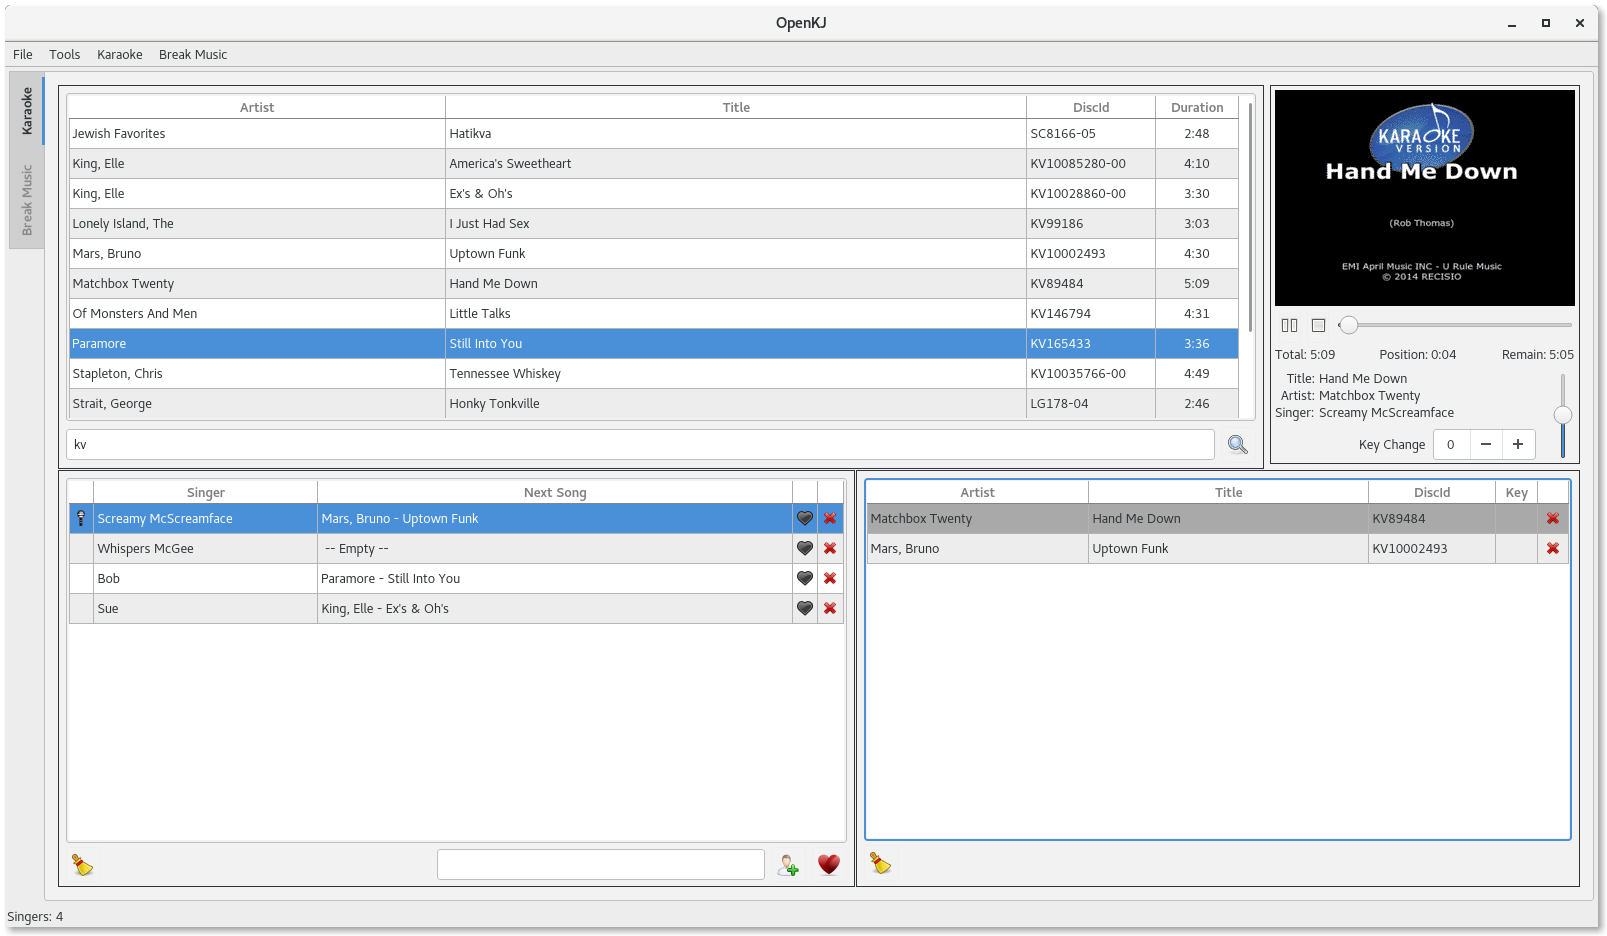 OpenKJ
File Tools Karaoke Break Music
Karaoke
Break Music
Artist Title DiscId Duration
Jewish Favorites Hatikva SC8166-05 2:48
King, Elle America's Sweetheart KV10085280-00 4:10
King, Elle Ex's & Oh's KV10028860-00 3:30
Lonely Island, The I Just Had Sex KV99186 3:03
Mars, Bruno Uptown Funk KV10002493 4:30
Matchbox Twenty Hand Me Down KV89484 5:09
Of Monsters And Men Little Talks KV146794 4:31
Paramore Still Into You KV165433 3:36
Stapleton, Chris Tennessee Whiskey KV10035766-00 4:49
Strait, George Honky Tonkville LG178-04 2:46
kv
KARAOKE
VERSION
Hand Me Down
(Rob Thomas)
EMI April Music INC - U Rule Music
© 2014 RECISIO
Total: 5:09 Position: 0:04 Remain: 5:05
Title: Hand Me Down
Artist: Matchbox Twenty
Singer: Screamy McScreamface
Key Change 0 − +
Singer Next Song
Screamy McScreamface Mars, Bruno - Uptown Funk
Whispers McGee -- Empty --
Bob Paramore - Still Into You
Sue King, Elle - Ex's & Oh's
Artist Title DiscId Key
Matchbox Twenty Hand Me Down KV89484
Mars, Bruno Uptown Funk KV10002493
Singers: 4